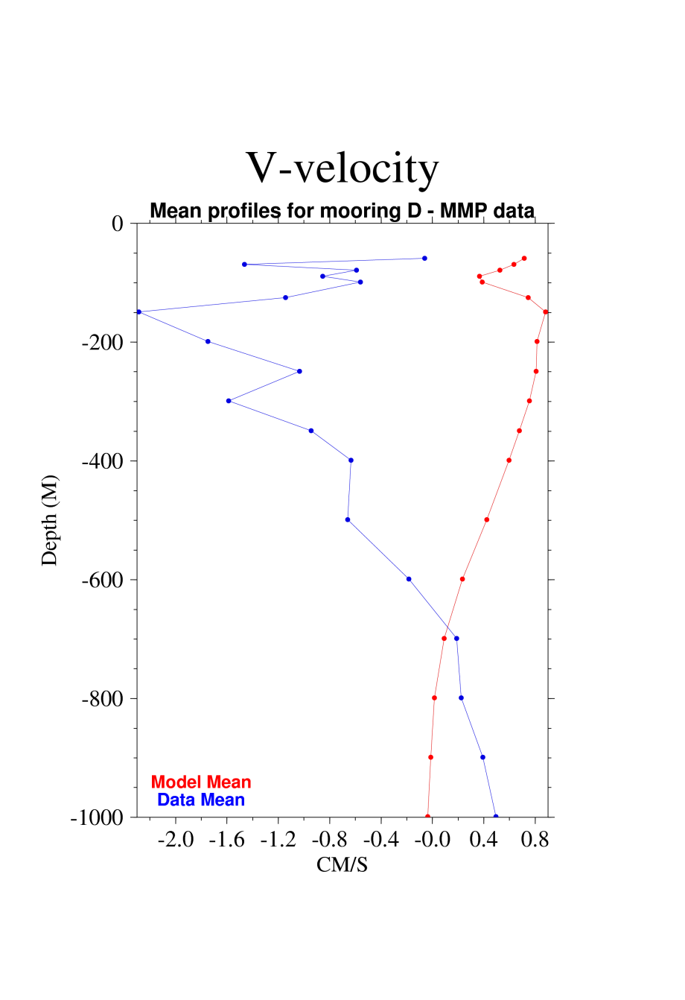 V-velocity
Mean profiles for mooring D - MMP data
0
-200
-400
-600
-800
-1000
Depth (M)
Model Mean
Data Mean
-2.0 -1.6 -1.2 -0.8 -0.4 -0.0 0.4 0.8
CM/S